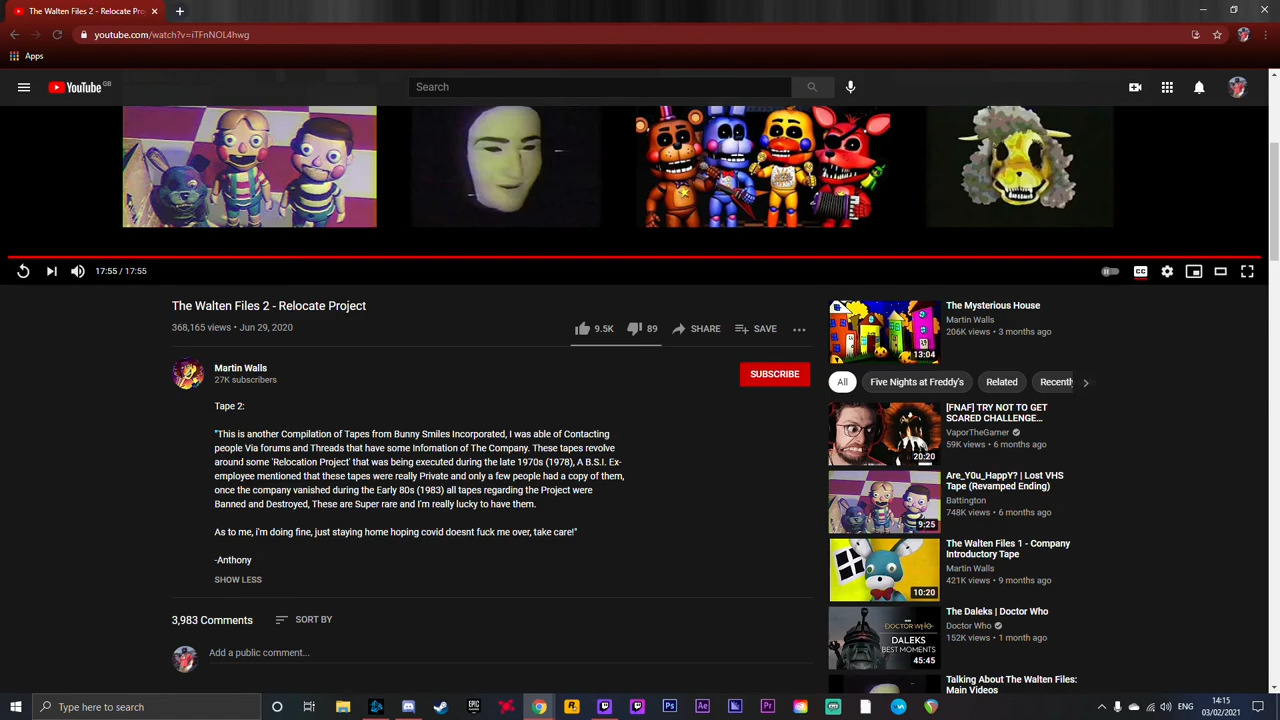 The Walten Files 2 - Relocate Pro
youtube.com/watch?v=iTFnNOL4hwg
Apps
YouTube GB
Search
17:55 / 17:55
CC
The Walten Files 2 - Relocate Project
368,165 views • Jun 29, 2020
9.5K 89 SHARE SAVE
Martin Walls
27K subscribers
SUBSCRIBE
Tape 2:
"This is another Compilation of Tapes from Bunny Smiles Incorporated, I was able of Contacting
people Via forums and Threads that have some Infomation of The Company. These tapes revolve
around some 'Relocation Project' that was being executed during the late 1970s (1978), A B.S.I. Ex-
employee mentioned that these tapes were really Private and only a few people had a copy of them,
once the company vanished during the Early 80s (1983) all tapes regarding the Project were
Banned and Destroyed, These are Super rare and I'm really lucky to have them.
As to me, i'm doing fine, just staying home hoping covid doesnt fuck me over, take care!"
-Anthony
SHOW LESS
3,983 Comments SORT BY
Add a public comment...
The Mysterious House
Martin Walls
206K views • 3 months ago
13:04
All Five Nights at Freddy's Related Recently
[FNAF] TRY NOT TO GET
SCARED CHALLENGE...
VaporTheGamer
59K views • 6 months ago
20:20
Are_Y0u_HappY? | Lost VHS
Tape (Revamped Ending)
Battington
748K views • 6 months ago
9:25
The Walten Files 1 - Company
Introductory Tape
Martin Walls
421K views • 9 months ago
10:20
The Daleks | Doctor Who
Doctor Who
152K views • 1 month ago
DOCTOR WHO
DALEKS
BEST MOMENTS
45:45
Talking About The Walten Files:
Main Videos
Type here to search
EPIC
Ps
Ae
Pr
ENG
14:15
03/02/2021